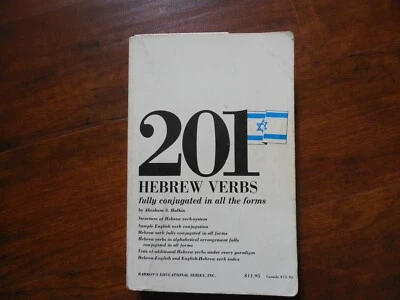 201
HEBREW VERBS
fully conjugated in all the forms
by Abraham S. Halkin
Structure of Hebrew verb-system
Sample English verb conjugation
Hebrew verb fully conjugated in all forms
Hebrew verbs in alphabetical arrangement fully
conjugated in all forms
Lists of additional Hebrew verbs under every paradigm
Hebrew-English and English-Hebrew verb index
BARRON'S EDUCATIONAL SERIES, INC.
$11.95
Canada